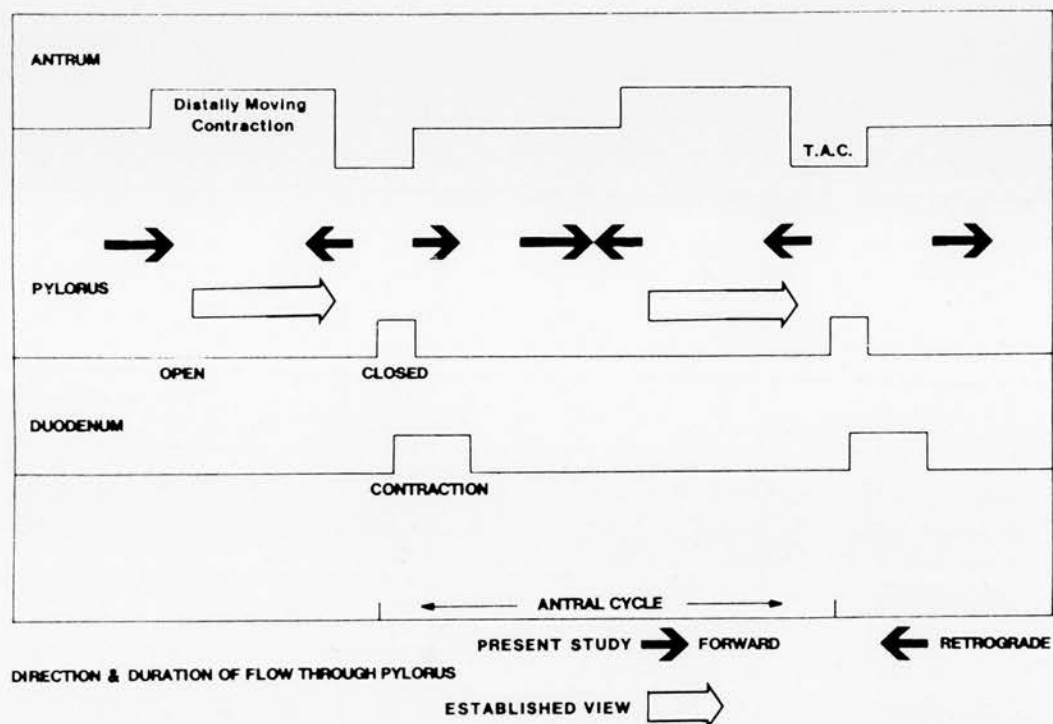 ANTRUM
Distally Moving
Contraction
T.A.C.
PYLORUS
OPEN
CLOSED
DUODENUM
CONTRACTION
ANTRAL CYCLE
PRESENT STUDY FORWARD RETROGRADE
DIRECTION & DURATION OF FLOW THROUGH PYLORUS
ESTABLISHED VIEW